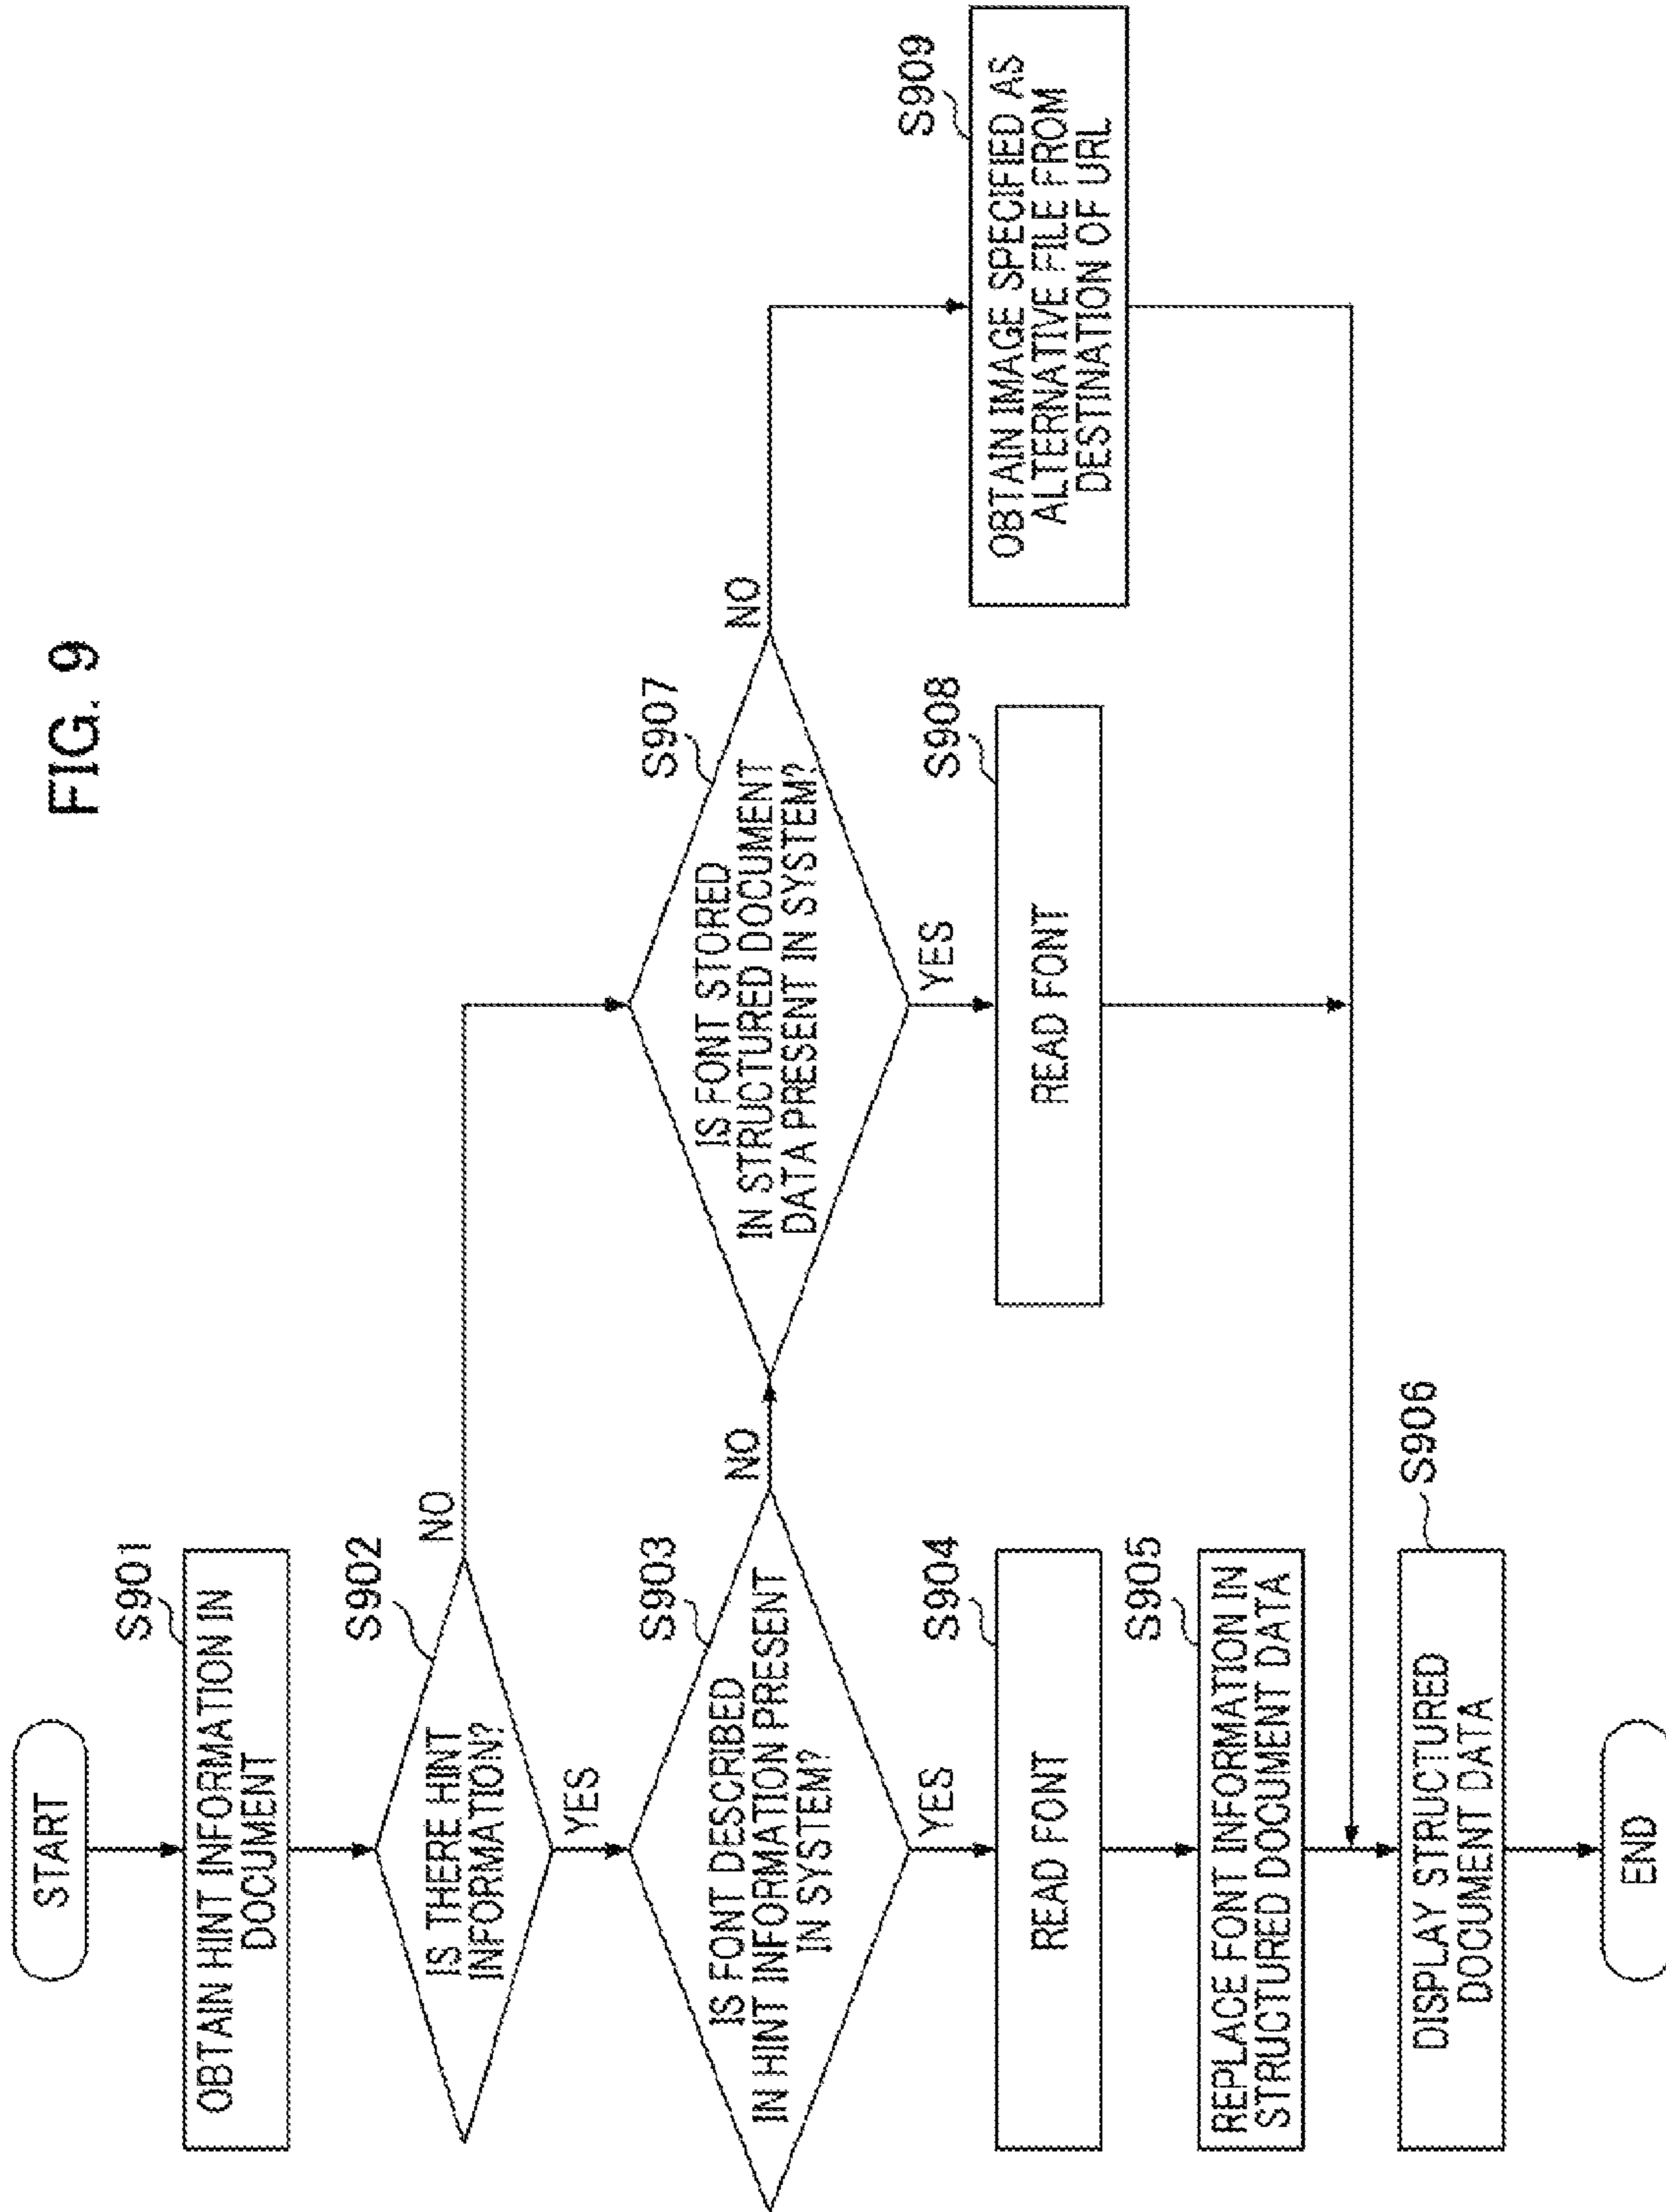 FIG. 9
START
S901
OBTAIN HINT INFORMATION IN
DOCUMENT
S902
IS THERE HINT
INFORMATION?
NO
YES
S903
IS FONT DESCRIBED
IN HINT INFORMATION PRESENT
IN SYSTEM?
NO
YES
S904
READ FONT
S905
REPLACE FONT INFORMATION IN
STRUCTURED DOCUMENT DATA
S906
DISPLAY STRUCTURED
DOCUMENT DATA
END
S907
IS FONT STORED
IN STRUCTURED DOCUMENT
DATA PRESENT IN SYSTEM?
NO
YES
S908
READ FONT
S909
OBTAIN IMAGE SPECIFIED AS
ALTERNATIVE FILE FROM
DESTINATION OF URL